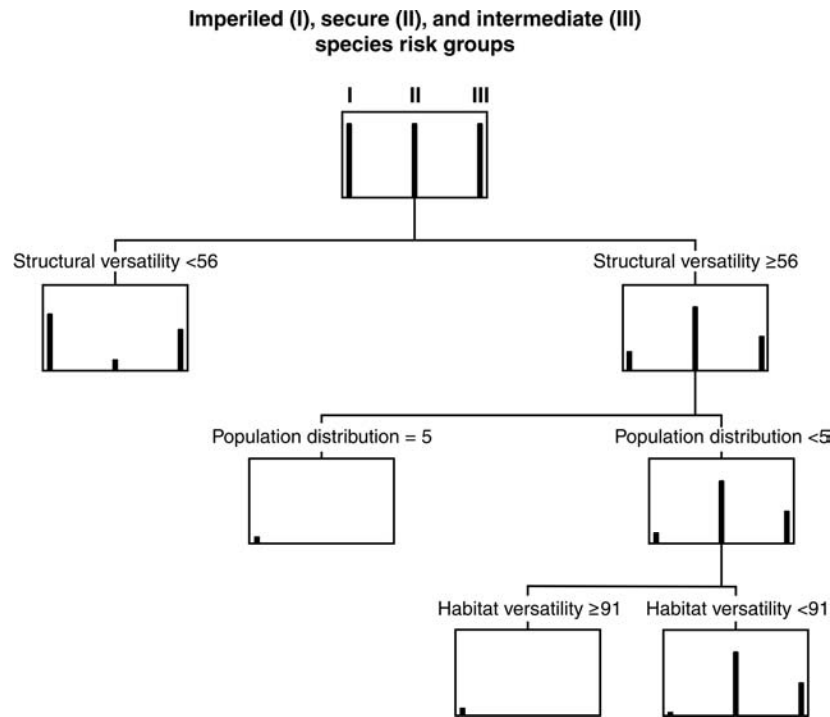 Imperiled (I), secure (II), and intermediate (III)
species risk groups
I II III
Structural versatility <56
Structural versatility ≥56
Population distribution = 5
Population distribution <5
Habitat versatility ≥91
Habitat versatility <91